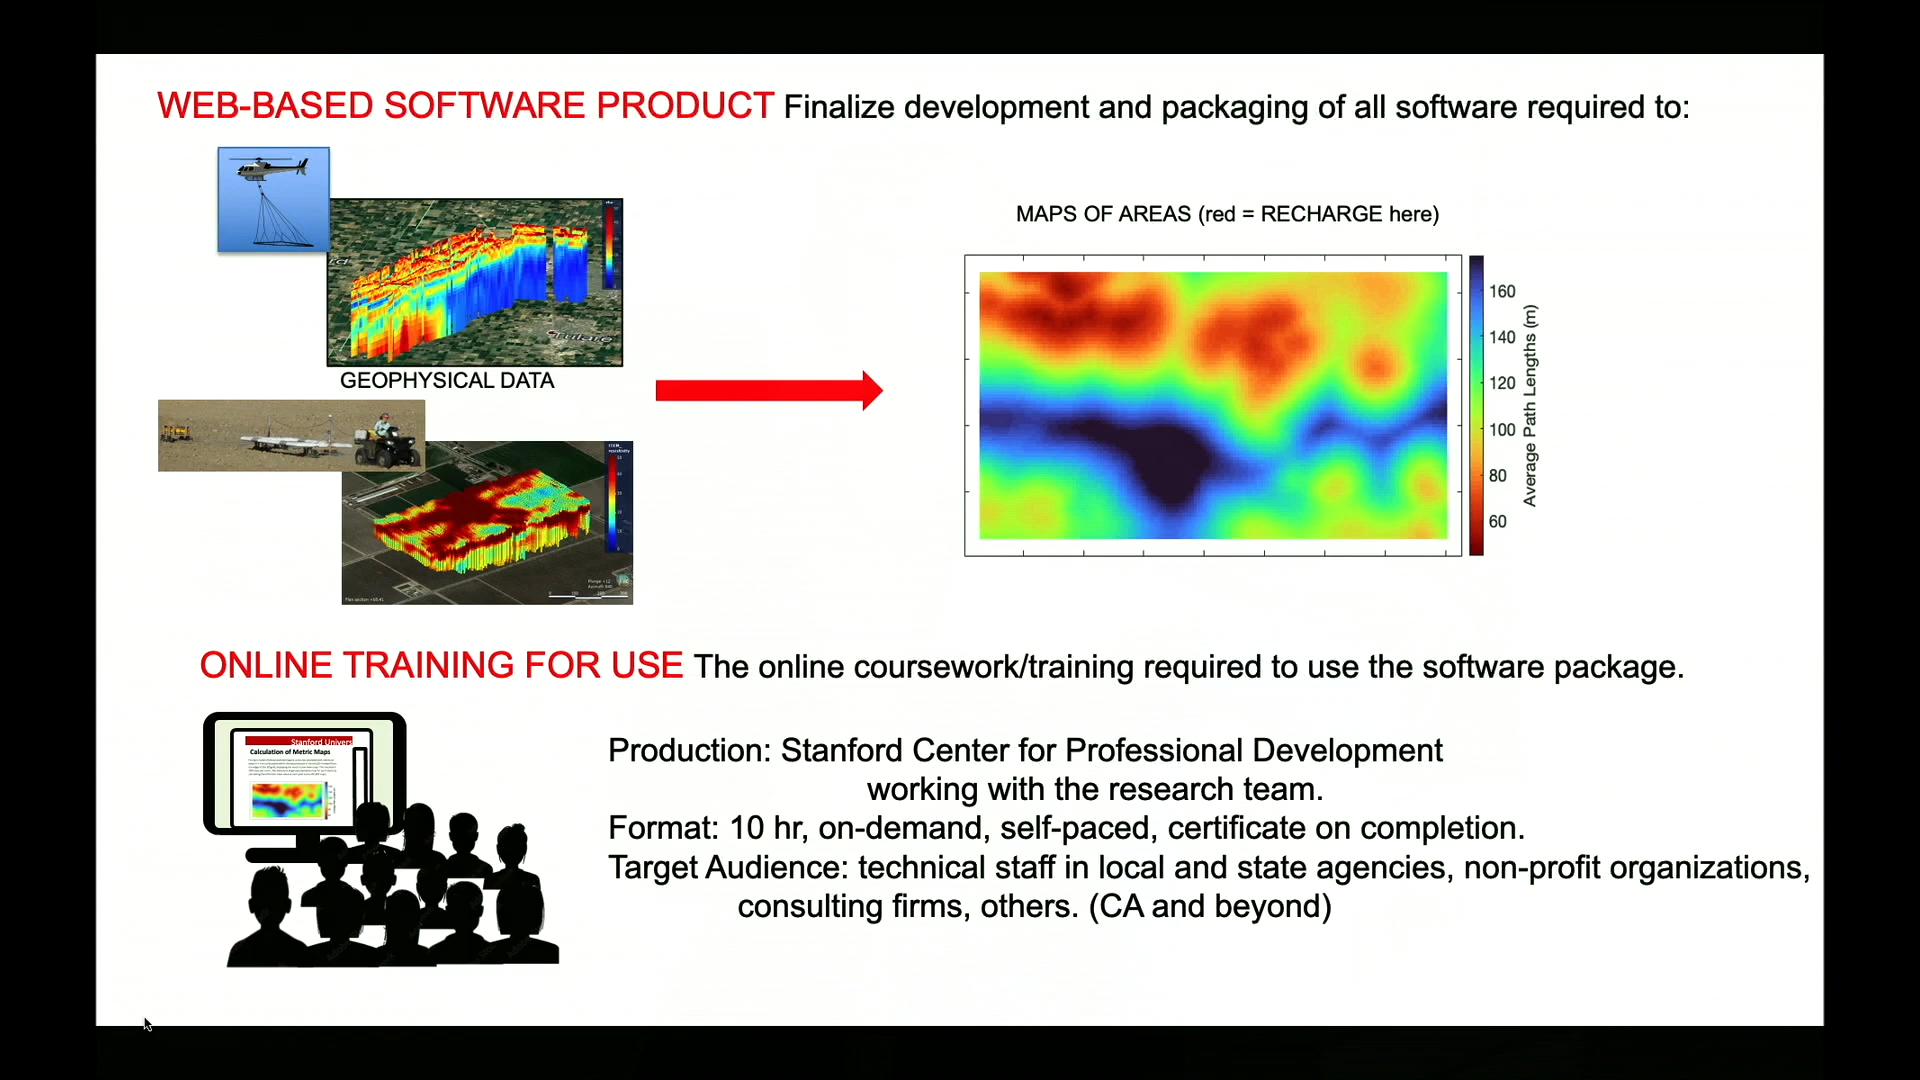 WEB-BASED SOFTWARE PRODUCT Finalize development and packaging of all software required to:
MAPS OF AREAS (red = RECHARGE here)
Tulare
GEOPHYSICAL DATA
160
140
120
100
80
60
Average Path Lengths (m)
ONLINE TRAINING FOR USE The online coursework/training required to use the software package.
Stanford Univers
Calculation of Metric Maps
Production: Stanford Center for Professional Development
working with the research team.
Format: 10 hr, on-demand, self-paced, certificate on completion.
Target Audience: technical staff in local and state agencies, non-profit organizations,
consulting firms, others. (CA and beyond)